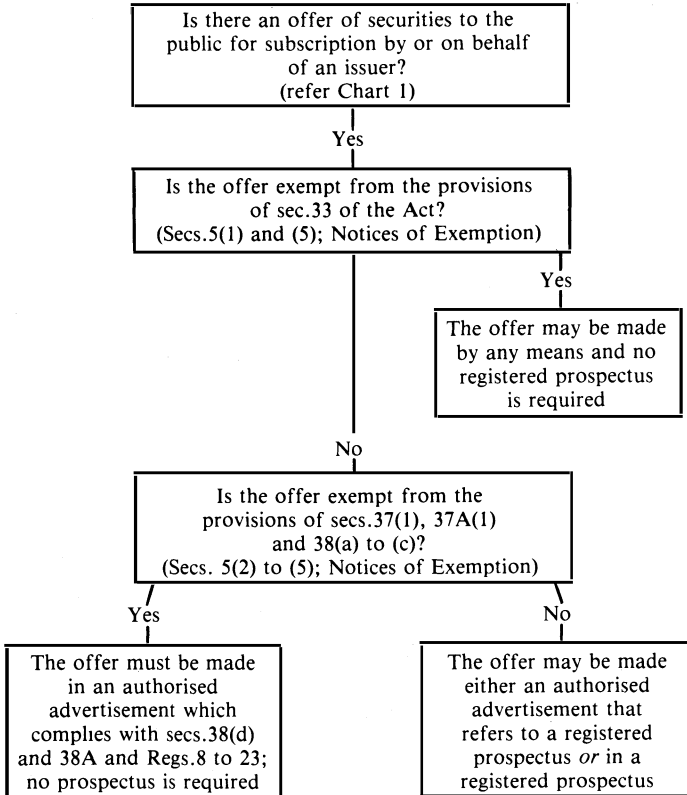 Is there an offer of securities to the
public for subscription by or on behalf
of an issuer?
(refer Chart 1)
Yes
Is the offer exempt from the provisions
of sec.33 of the Act?
(Secs.5(1) and (5); Notices of Exemption)
Yes
The offer may be made
by any means and no
registered prospectus
is required
No
Is the offer exempt from the
provisions of secs.37(1), 37A(1)
and 38(a) to (c)?
(Secs. 5(2) to (5); Notices of Exemption)
Yes
The offer must be made
in an authorised
advertisement which
complies with secs.38(d)
and 38A and Regs.8 to 23;
no prospectus is required
No
The offer may be made
either an authorised
advertisement that
refers to a registered
prospectus or in a
registered prospectus